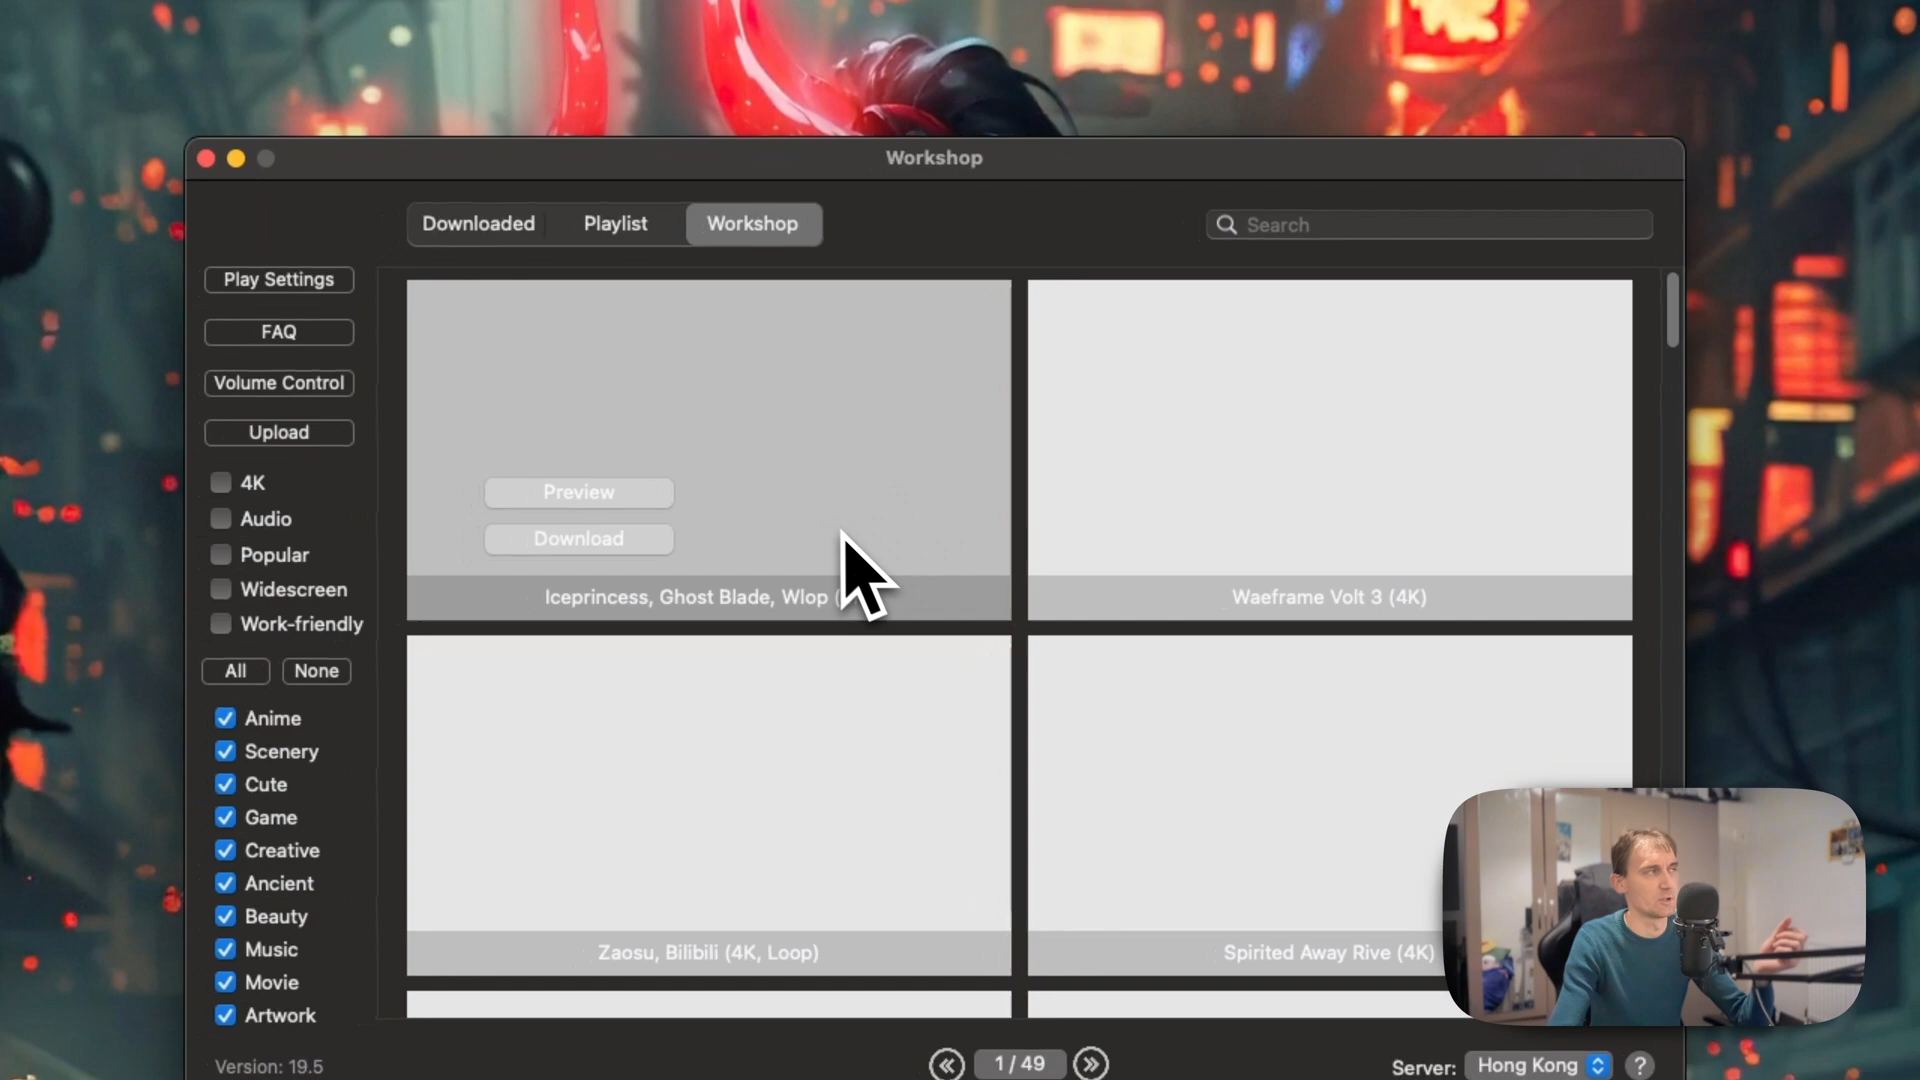 Workshop
Downloaded
Playlist
Workshop
Search
Play Settings
FAQ
Volume Control
Upload
4K
Audio
Popular
Widescreen
Work-friendly
All
None
Anime
Scenery
Cute
Game
Creative
Ancient
Beauty
Music
Movie
Artwork
Version: 19.5
Preview
Download
Iceprincess, Ghost Blade, Wlop (
Waeframe Volt 3 (4K)
Zaosu, Bilibili (4K, Loop)
Spirited Away Rive (4K)
1 / 49
Server:
Hong Kong
?